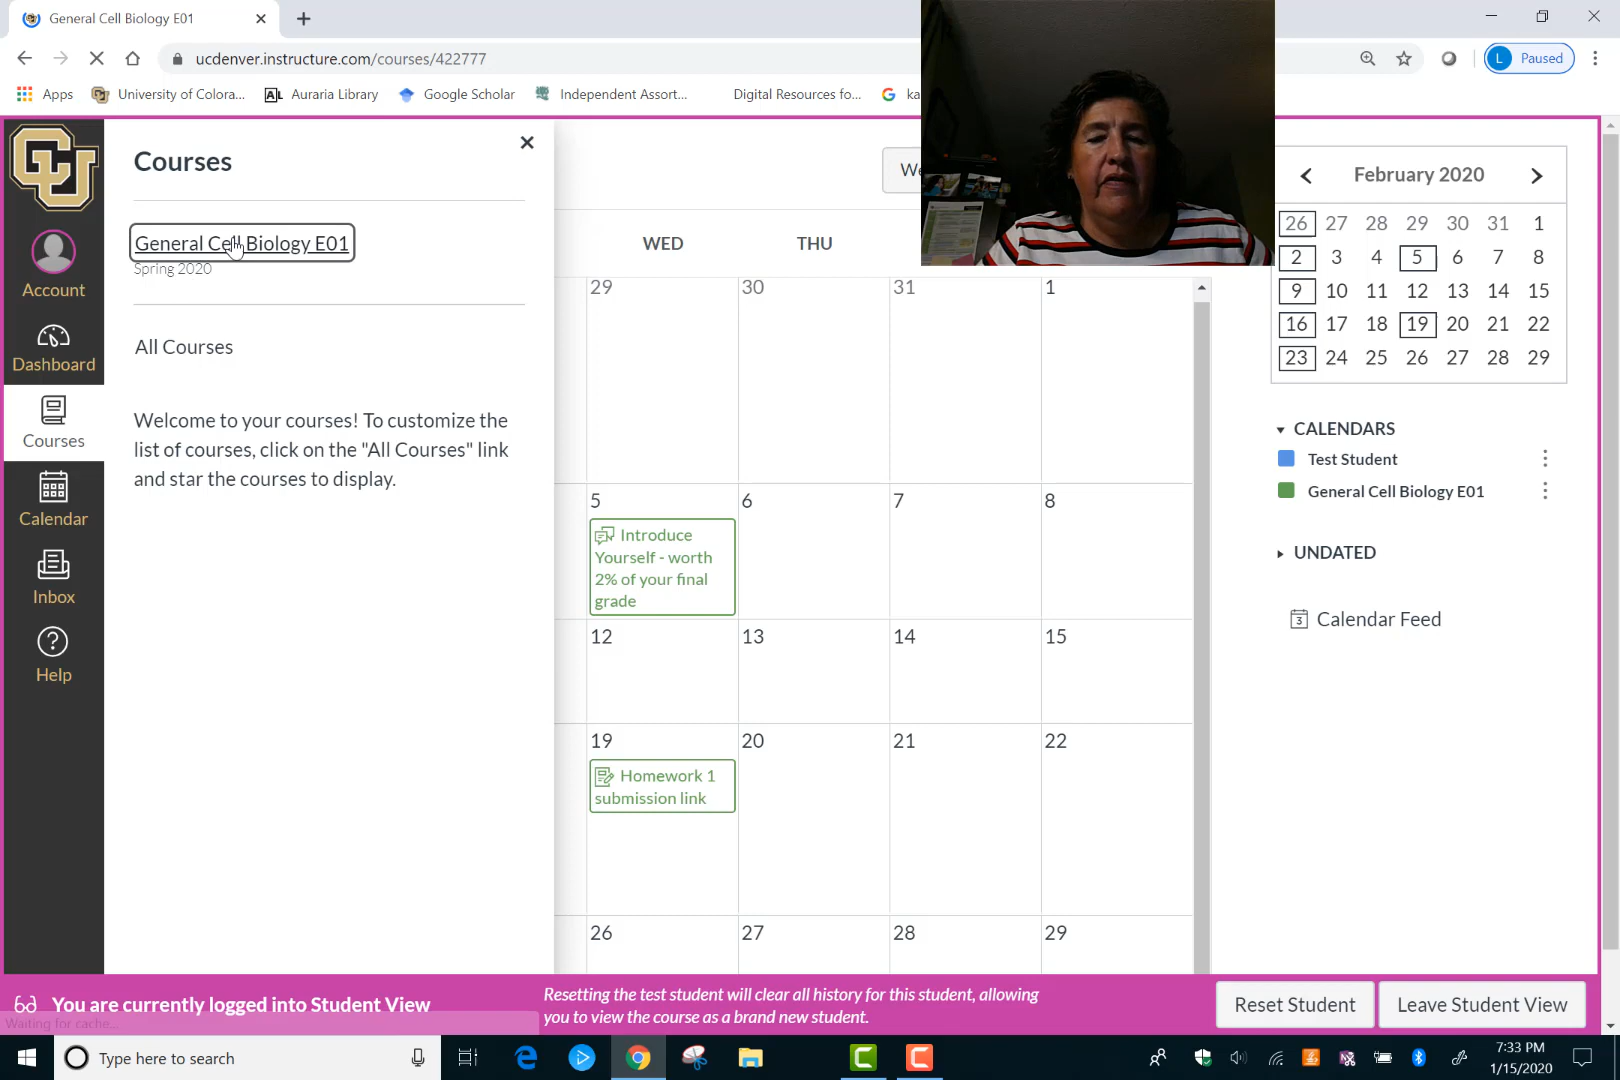 General Cell Biology E01
ucdenver.instructure.com/courses/422777
L Paused
Apps University of Colora... AL Auraria Library Google Scholar Independent Assort... Digital Resources fo... G ka
CU
Account
Dashboard
Courses
Calendar
Inbox
Help
Courses
General Cell Biology E01
Spring 2020
All Courses
Welcome to your courses! To customize the
list of courses, click on the "All Courses" link
and star the courses to display.
We
WED THU
29 30 31 1
5 6 7 8
Introduce
Yourself - worth
2% of your final
grade
12 13 14 15
19 20 21 22
Homework 1
submission link
26 27 28 29
February 2020
26 27 28 29 30 31 1
2 3 4 5 6 7 8
9 10 11 12 13 14 15
16 17 18 19 20 21 22
23 24 25 26 27 28 29
CALENDARS
Test Student
General Cell Biology E01
UNDATED
3 Calendar Feed
You are currently logged into Student View
Resetting the test student will clear all history for this student, allowing
you to view the course as a brand new student.
Reset Student
Leave Student View
Waiting for cache...
Type here to search
7:33 PM
1/15/2020